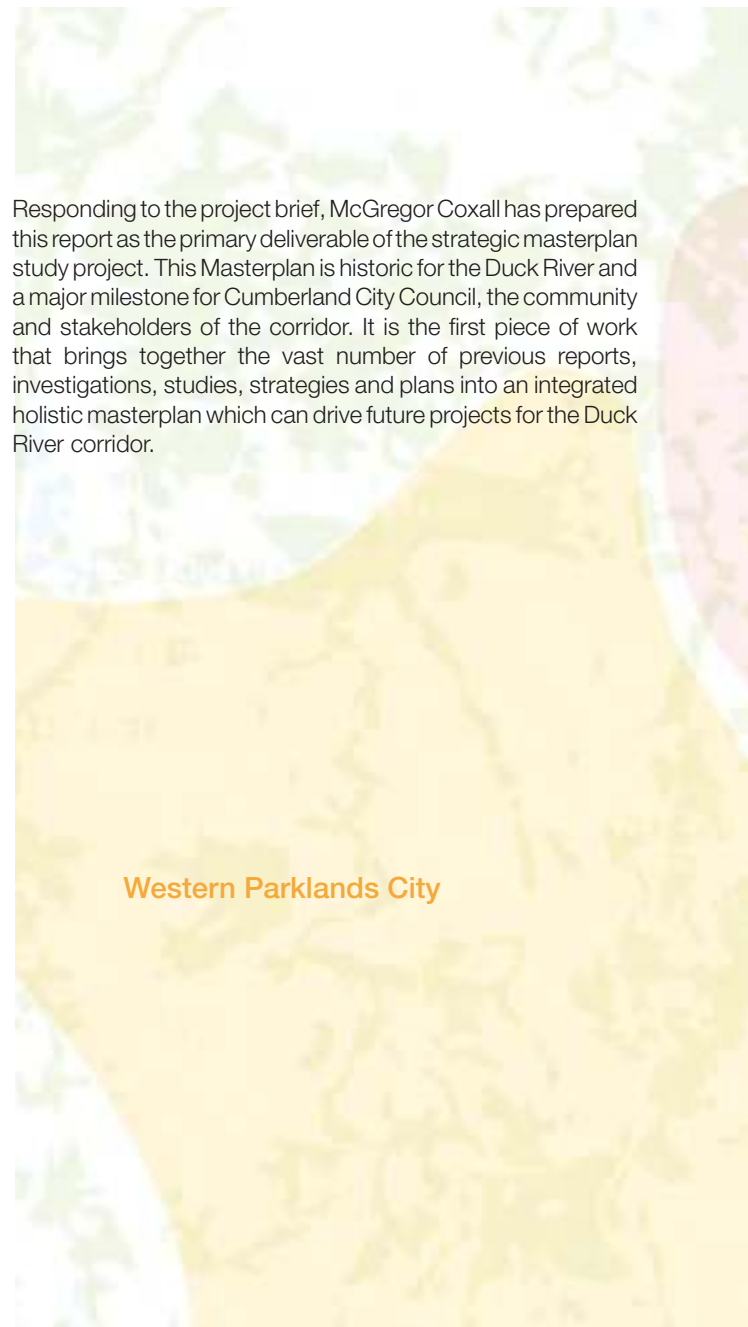 Responding to the project brief, McGregor Coxall has prepared
this report as the primary deliverable of the strategic masterplan
study project. This Masterplan is historic for the Duck River and
a major milestone for Cumberland City Council, the community
and stakeholders of the corridor. It is the first piece of work
that brings together the vast number of previous reports,
investigations, studies, strategies and plans into an integrated
holistic masterplan which can drive future projects for the Duck
River corridor.
Western Parklands City